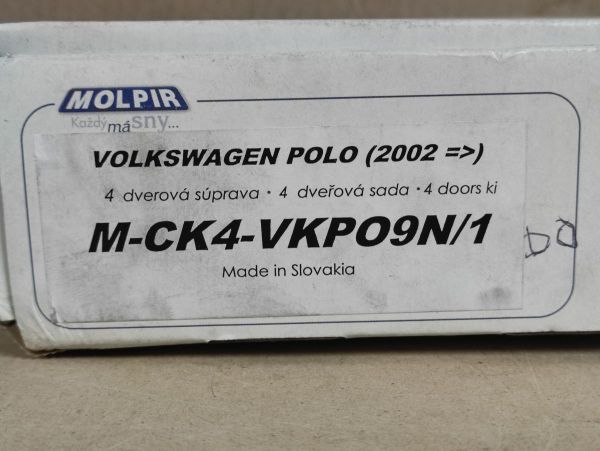 MOLPIR
Každý má sny...
VOLKSWAGEN POLO (2002 =>)
4 dverová súprava • 4 dveřová sada • 4 doors ki
M-CK4-VKPO9N/1
Made in Slovakia